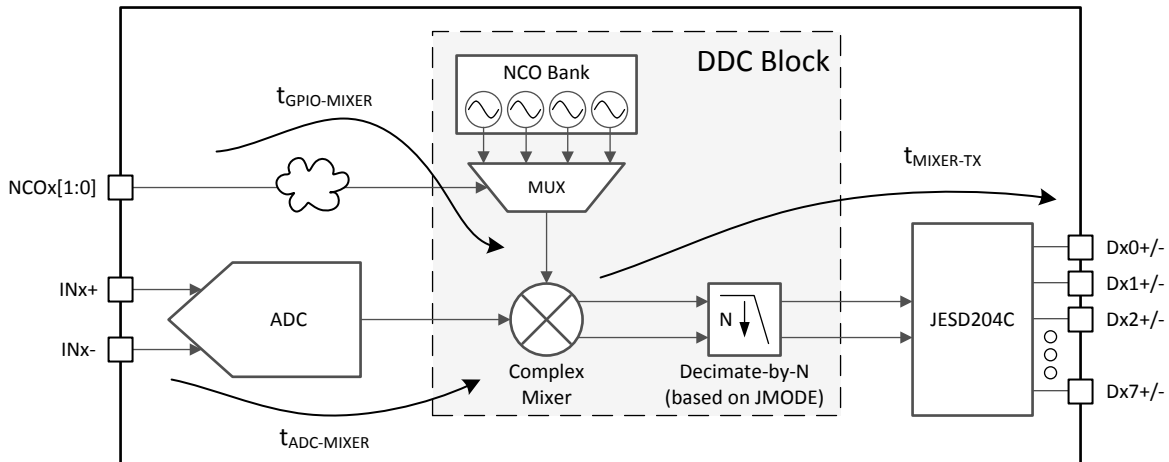 NCO Bank
DDC Block
tGPIO-MIXER
tMIXER-TX
MUX
NCOx[1:0]
Dx0+/-
INx+
Dx1+/-
ADC
N
JESD204C
Dx2+/-
INx-
Complex
Mixer
Decimate-by-N
(based on JMODE)
Dx7+/-
tADC-MIXER